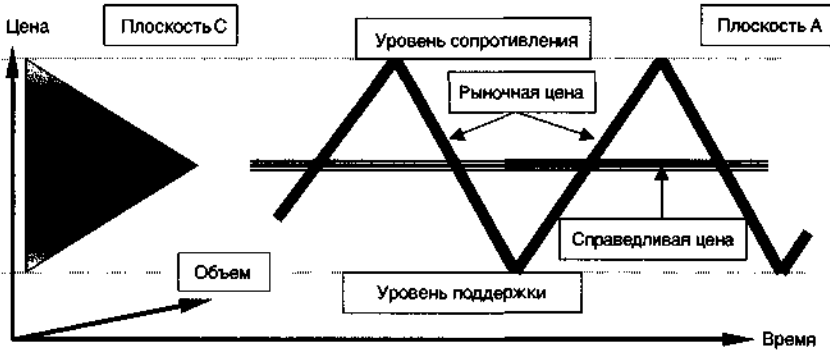 Цена
Плоскость С
Уровень сопротивления
Плоскость А
Рыночная цена
Справедливая цена
Объем
Уровень поддержки
Время